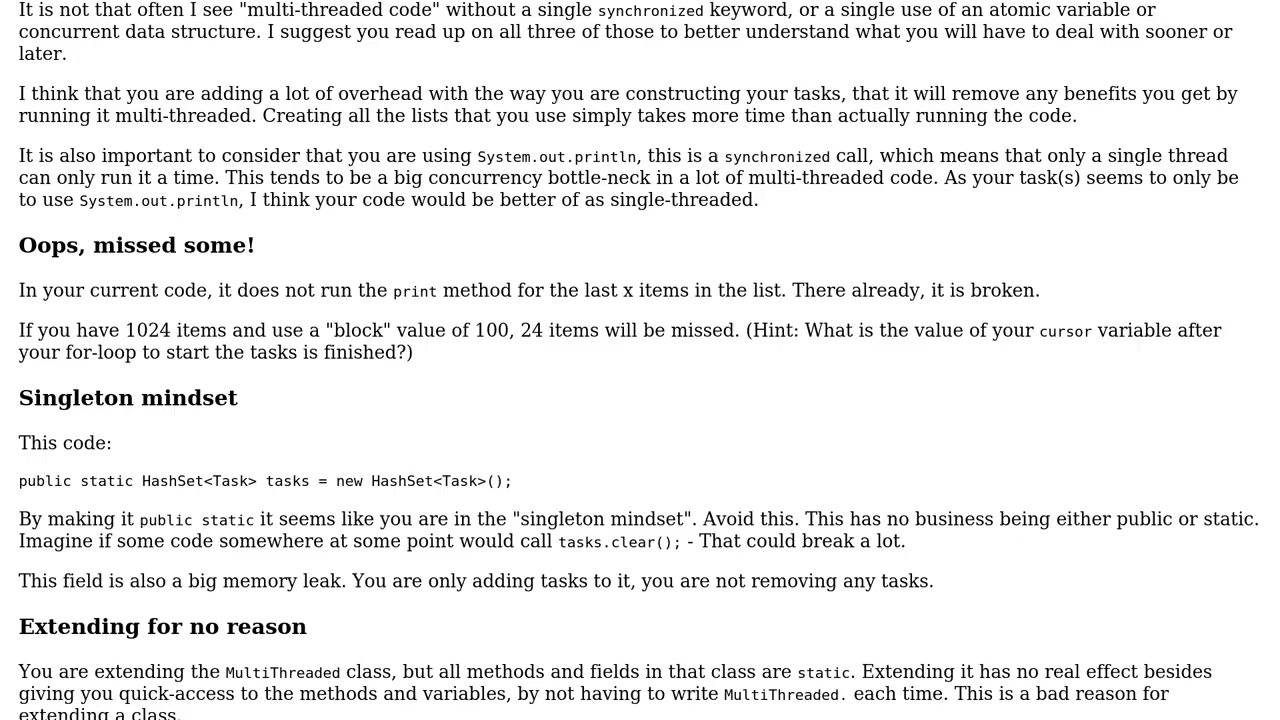 It is not that often I see "multi-threaded code" without a single synchronized keyword, or a single use of an atomic variable or
concurrent data structure. I suggest you read up on all three of those to better understand what you will have to deal with sooner or
later.
I think that you are adding a lot of overhead with the way you are constructing your tasks, that it will remove any benefits you get by
running it multi-threaded. Creating all the lists that you use simply takes more time than actually running the code.
It is also important to consider that you are using System.out.println, this is a synchronized call, which means that only a single thread
can only run it a time. This tends to be a big concurrency bottle-neck in a lot of multi-threaded code. As your task(s) seems to only be
to use System.out.println, I think your code would be better of as single-threaded.
Oops, missed some!
In your current code, it does not run the print method for the last x items in the list. There already, it is broken.
If you have 1024 items and use a "block" value of 100, 24 items will be missed. (Hint: What is the value of your cursor variable after
your for-loop to start the tasks is finished?)
Singleton mindset
This code:
public static HashSet<Task> tasks = new HashSet<Task>();
By making it public static it seems like you are in the "singleton mindset". Avoid this. This has no business being either public or static.
Imagine if some code somewhere at some point would call tasks.clear(); - That could break a lot.
This field is also a big memory leak. You are only adding tasks to it, you are not removing any tasks.
Extending for no reason
You are extending the MultiThreaded class, but all methods and fields in that class are static. Extending it has no real effect besides
giving you quick-access to the methods and variables, by not having to write MultiThreaded. each time. This is a bad reason for
extending a class.